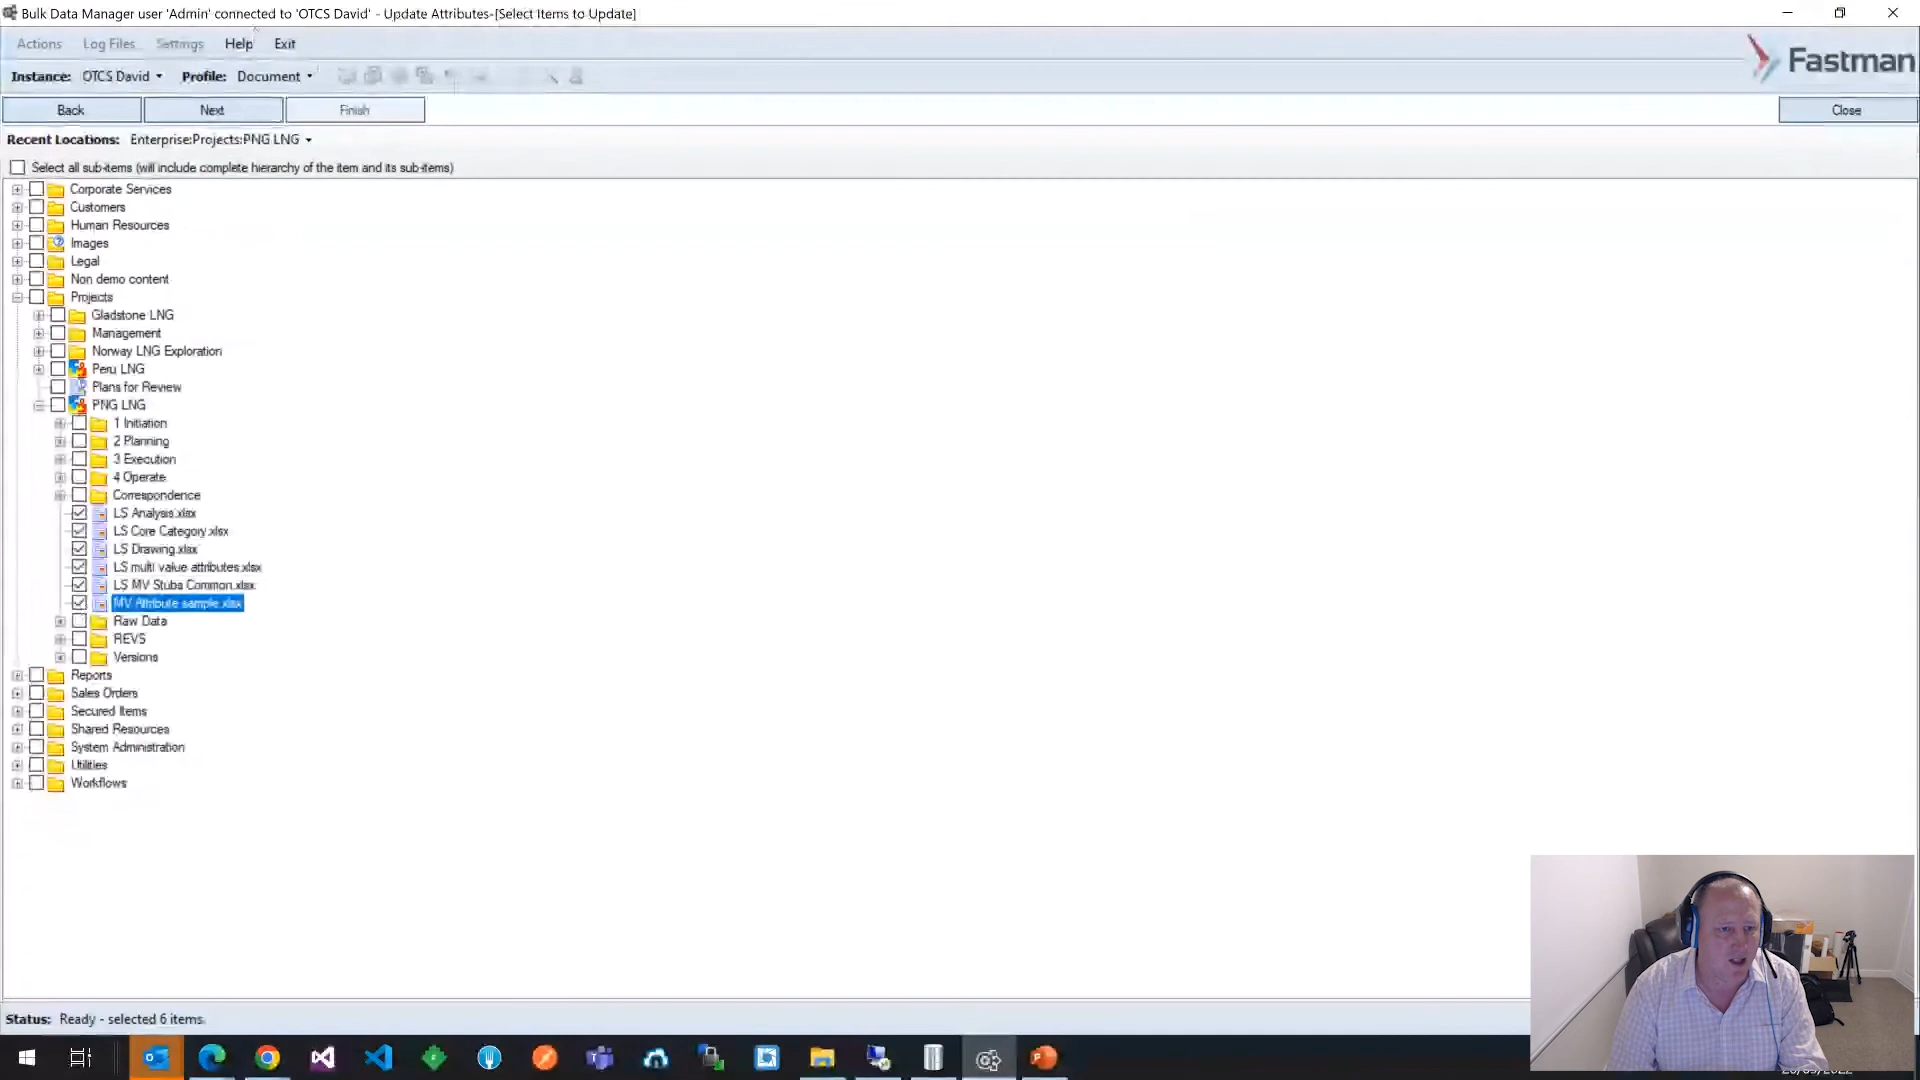 Bulk Data Manager user 'Admin' connected to 'OTCS David' - Update Attributes-[Select Items to Update]
Actions Log Files Settings Help Exit
Fastman
Instance: OTCS David Profile: Document
Back Next Finish Close
Recent Locations: Enterprise:Projects:PNG LNG
Select all sub-items (will include complete hierarchy of the item and its sub-items)
Corporate Services
Customers
Human Resources
Images
Legal
Non demo content
Projects
Gladstone LNG
Management
Norway LNG Exploration
Peru LNG
Plans for Review
PNG LNG
1 Initiation
2 Planning
3 Execution
4 Operate
Correspondence
LS Analysis.xlsx
LS Core Category.xlsx
LS Drawing.xlsx
LS multi value attributes.xlsx
LS MV Stubs Common.xlsx
MV Attribute sample.xlsx
Raw Data
REVS
Versions
Reports
Sales Orders
Secured Items
Shared Resources
System Administration
Utilities
Workflows
Status: Ready - selected 6 items